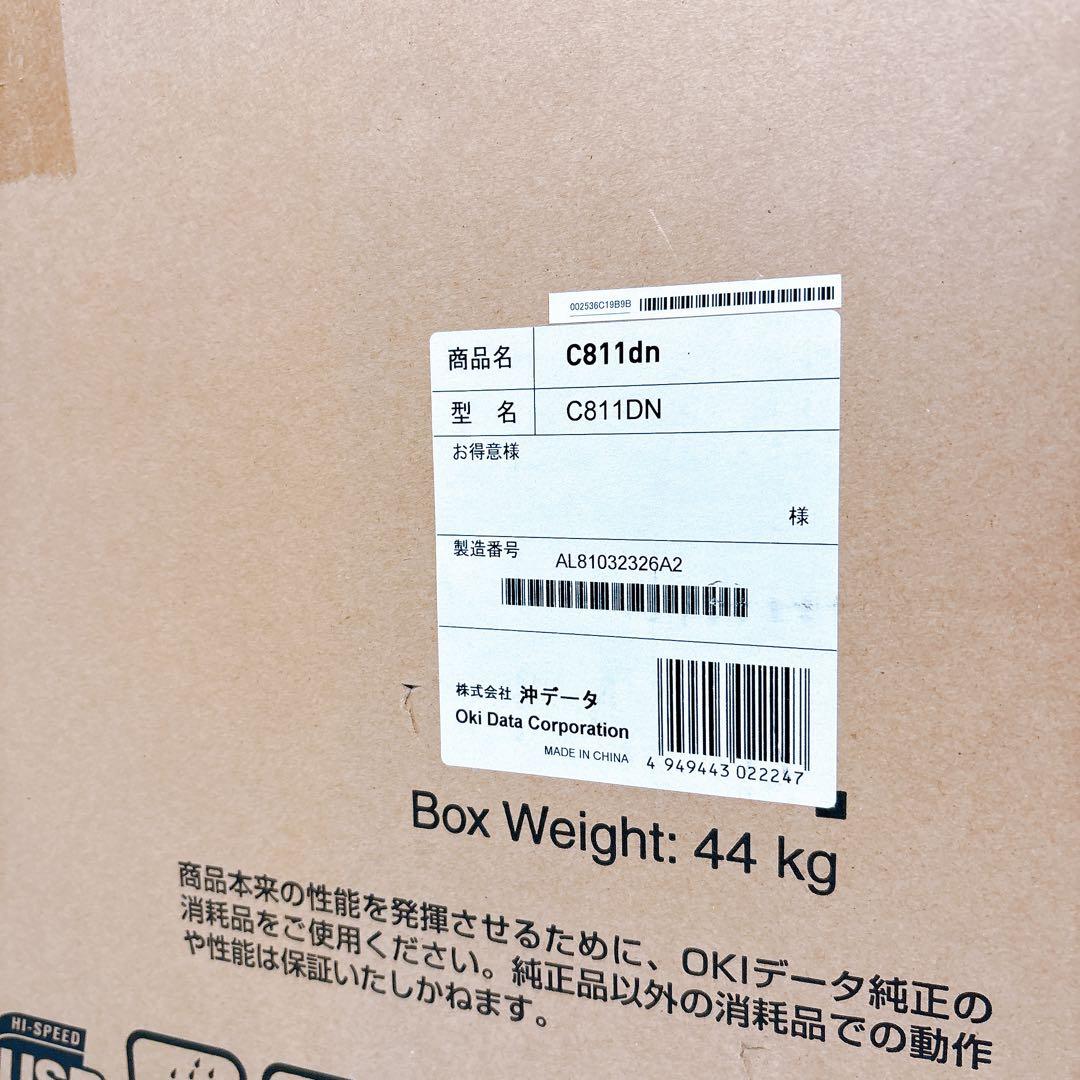 002536C19B9B
商品名 C811dn
型 名 C811DN
お得意様
様
製造番号 AL81032326A2
株式会社 沖データ
Oki Data Corporation
MADE IN CHINA
4 949443 022247
Box Weight: 44 kg
商品本来の性能を発揮させるために、OKIデータ純正の
消耗品をご使用ください。純正品以外の消耗品での動作
や性能は保証いたしかねます。
HI-SPEED
USB